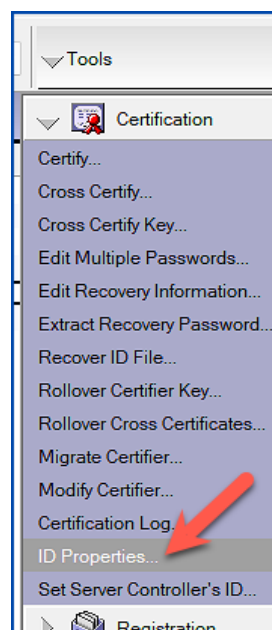 Tools
Certification
Certify...
Cross Certify...
Cross Certify Key...
Edit Multiple Passwords...
Edit Recovery Information...
Extract Recovery Password...
Recover ID File...
Rollover Certifier Key...
Rollover Cross Certificates...
Migrate Certifier...
Modify Certifier...
Certification Log...
ID Properties...
Set Server Controller's ID...
Registration